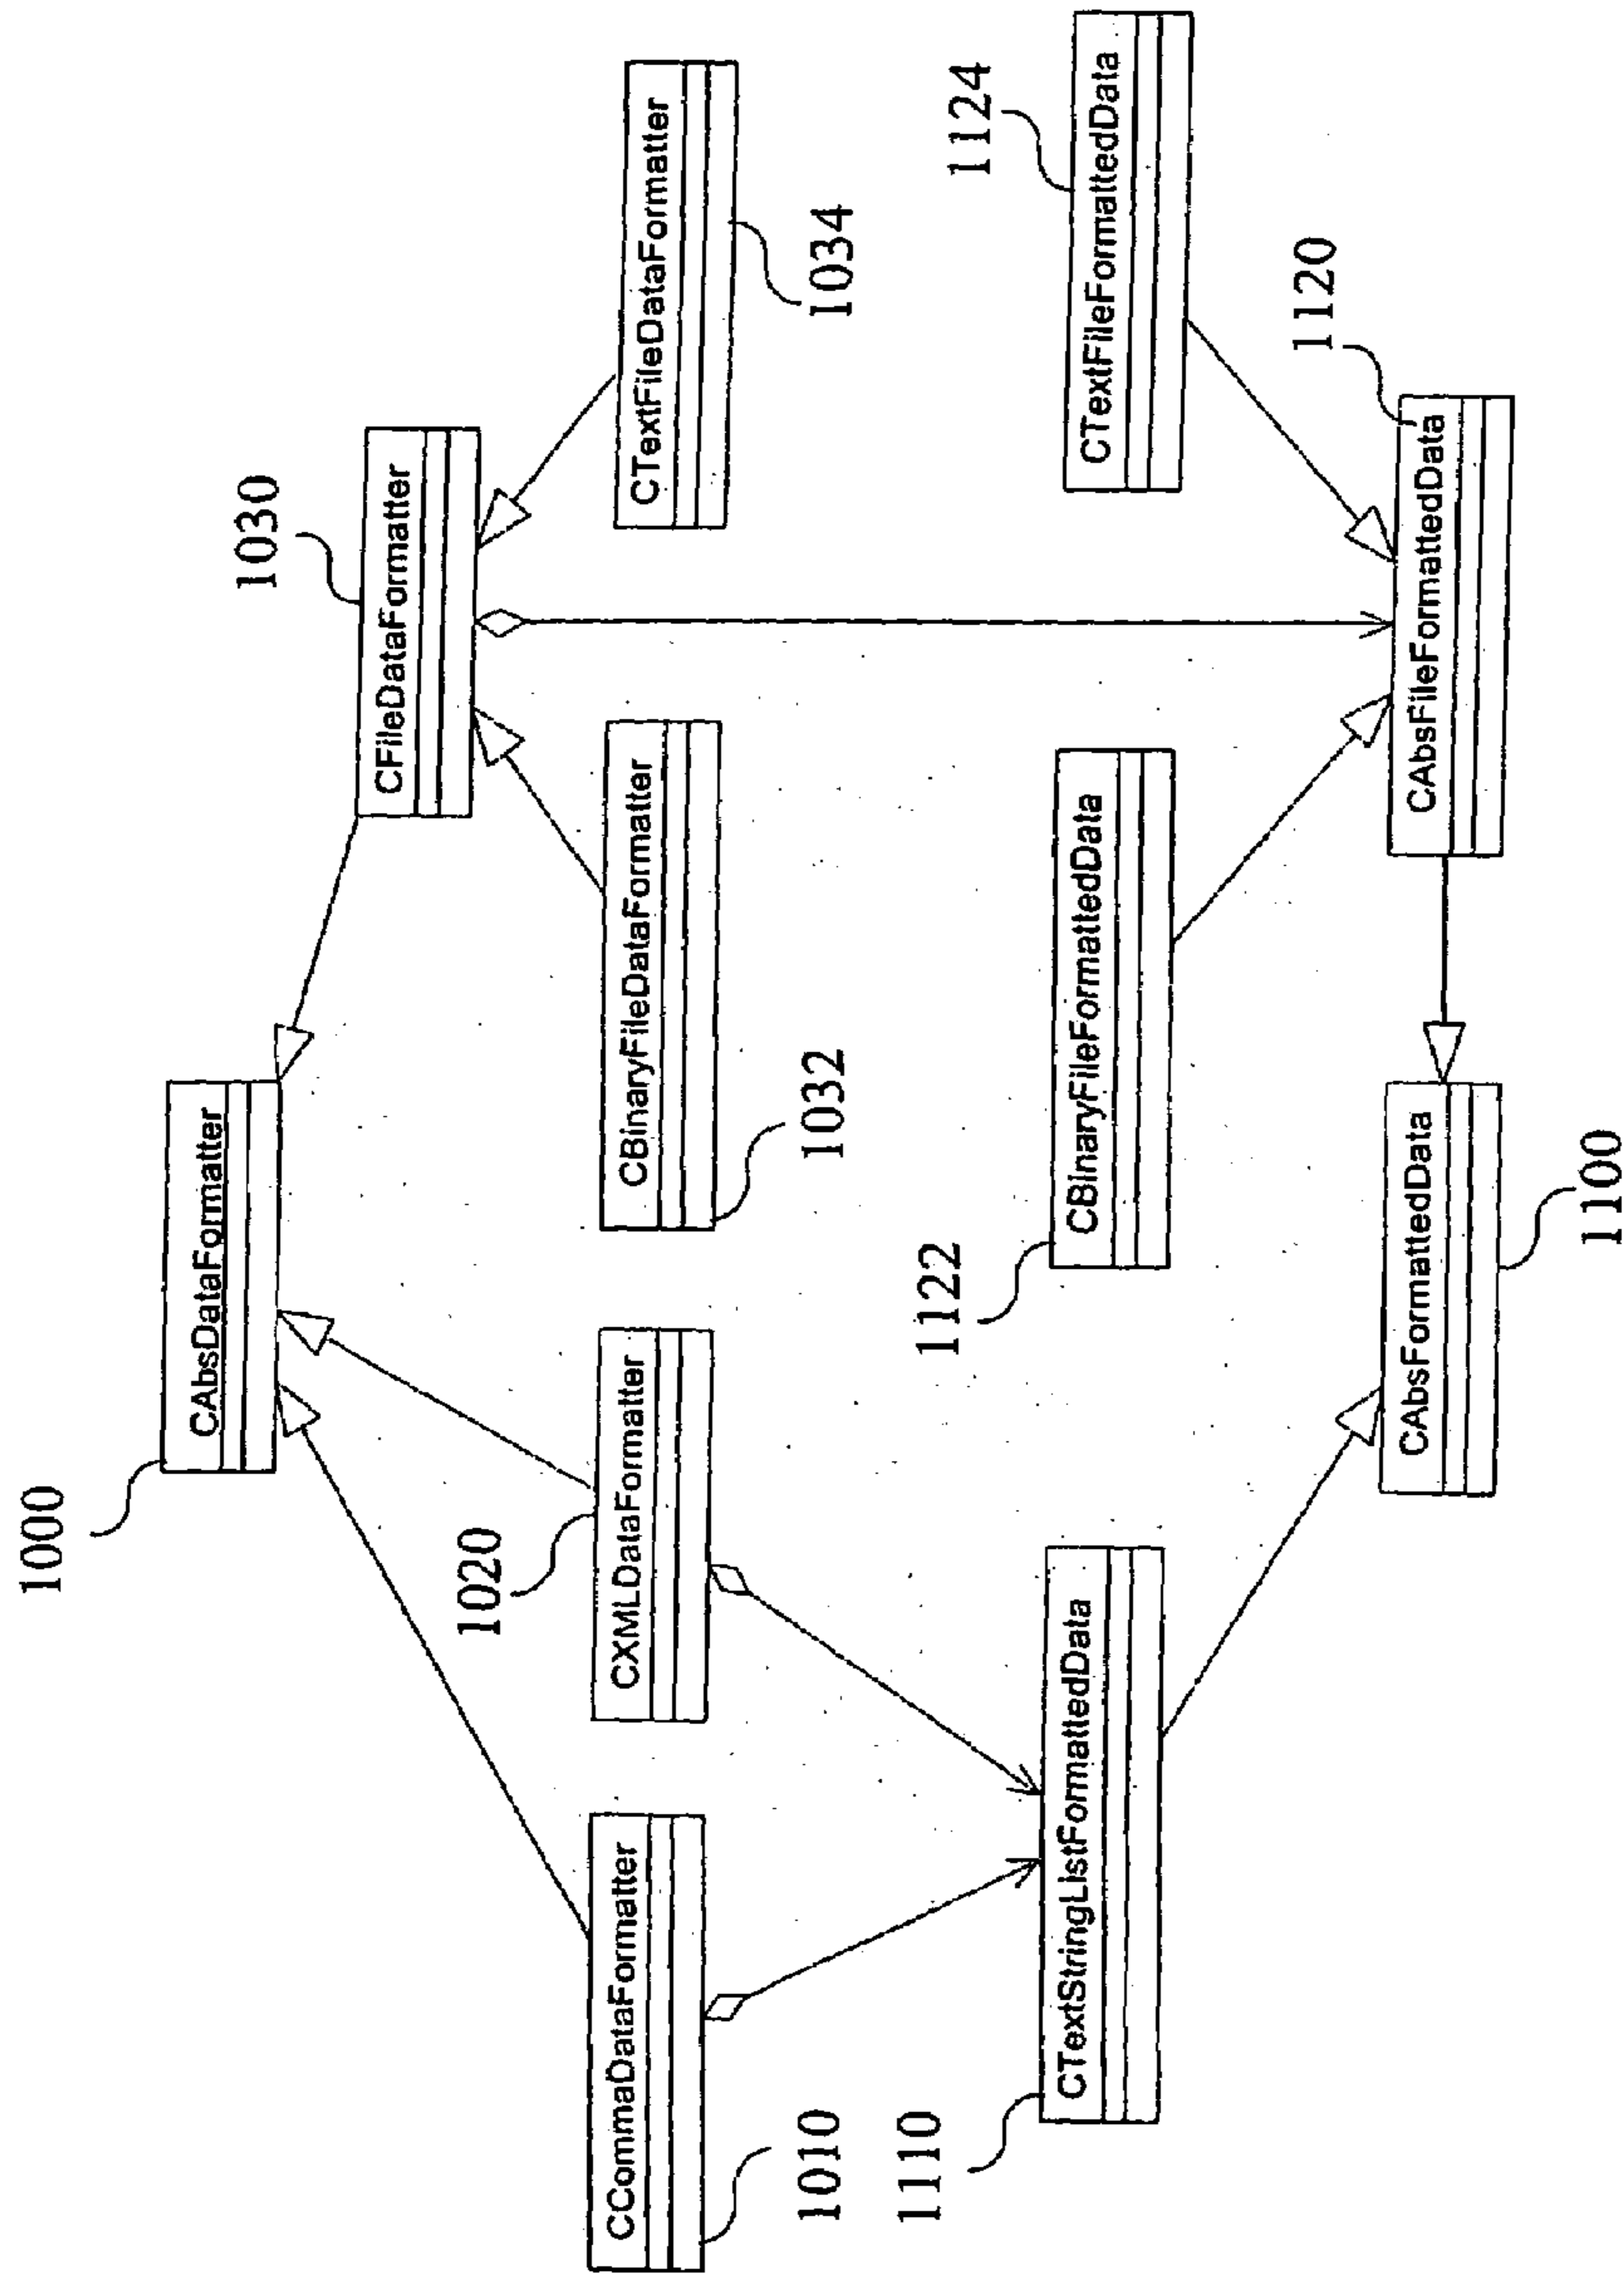 1000
CAbsDataFormatter
1030
CFileDataFormatter
1010
CCommaDataFormatter
1020
CXMLDataFormatter
1032
CBinaryFileDataFormatter
1034
CTextFileDataFormatter
1110
CTextStringListFormattedData
1122
CBinaryFileFormattedData
1124
CTextFileFormattedData
1100
CAbsFormattedData
1120
CAbsFileFormattedData